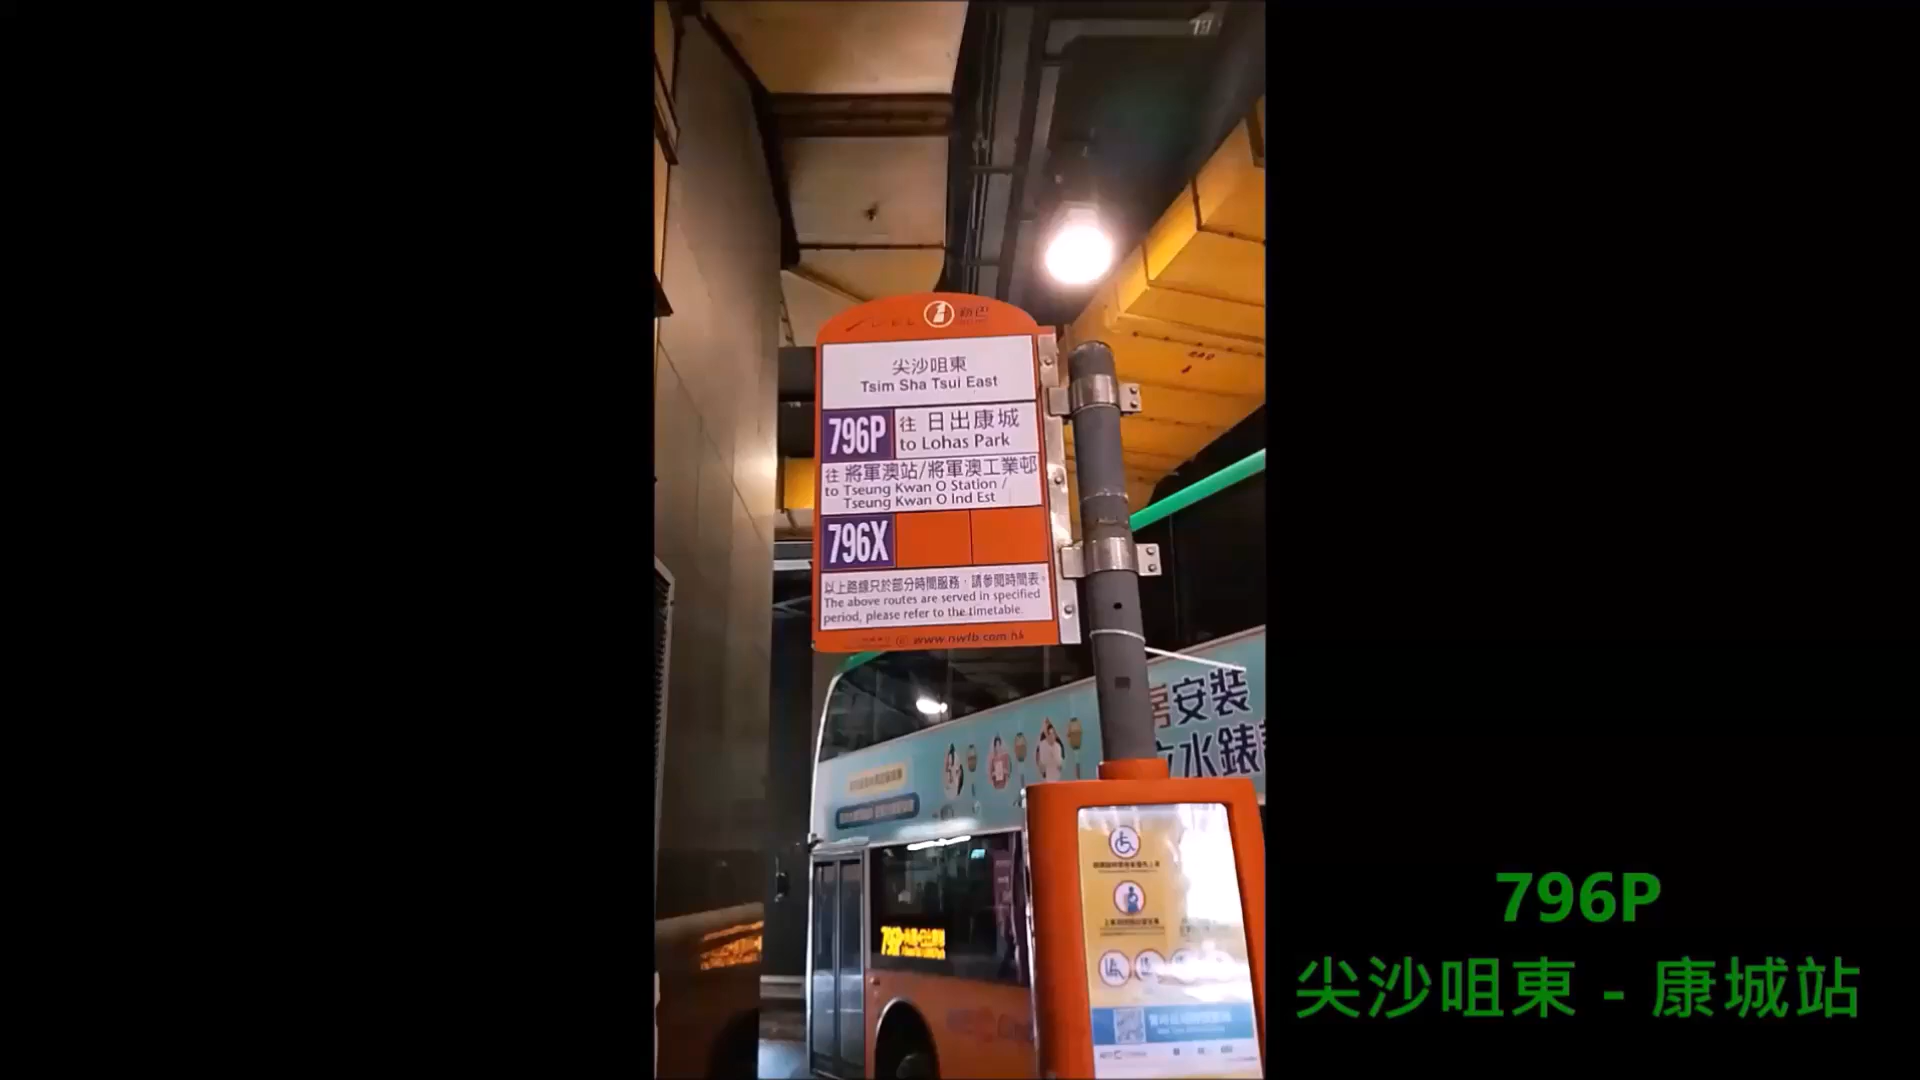 新巴
尖沙咀東
Tsim Sha Tsui East
796P
往 日出康城
to Lohas Park
往 將軍澳站/將軍澳工業邨
to Tseung Kwan O Station /
Tseung Kwan O Ind Est
796X
以上路線只於部分時間服務，請參閱時間表。
The above routes are served in specified
period, please refer to the timetable.
www.nwfb.com.hk
安裝
水錶
796P
尖沙咀東 - 康城站